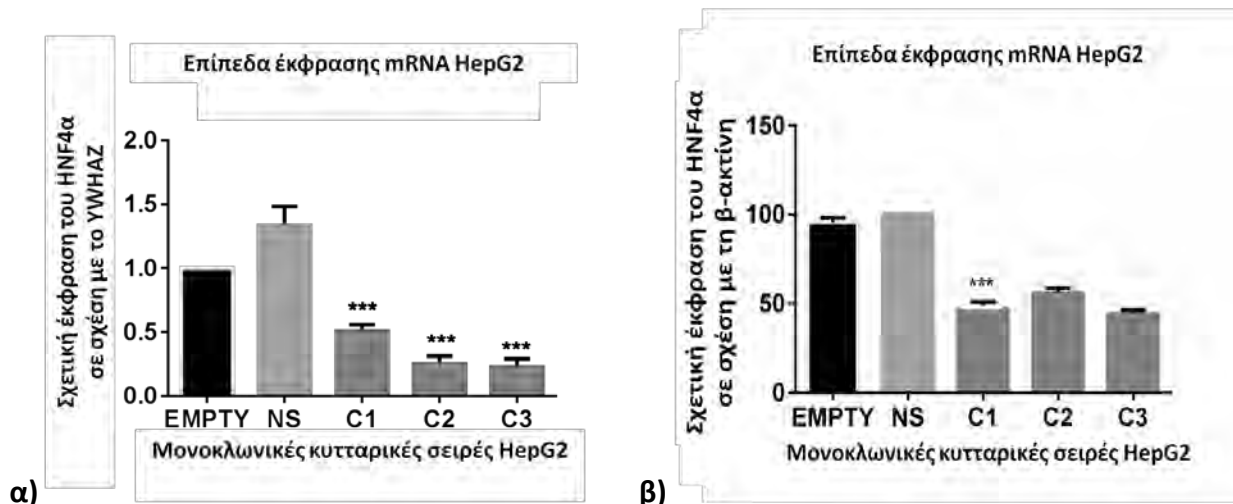 Επίπεδα έκφρασης mRNA HepG2
Σχετική έκφραση του HNF4α
σε σχέση με το YWHAZ
2.0
1.5
1.0
0.5
0.0
***
***
***
EMPTY NS C1 C2 C3
Μονοκλωνικές κυτταρικές σειρές HepG2
α)
Επίπεδα έκφρασης mRNA HepG2
Σχετική έκφραση του HNF4α
σε σχέση με τη β-ακτίνη
150
100
50
0
***
EMPTY NS C1 C2 C3
Μονοκλωνικές κυτταρικές σειρές HepG2
β)